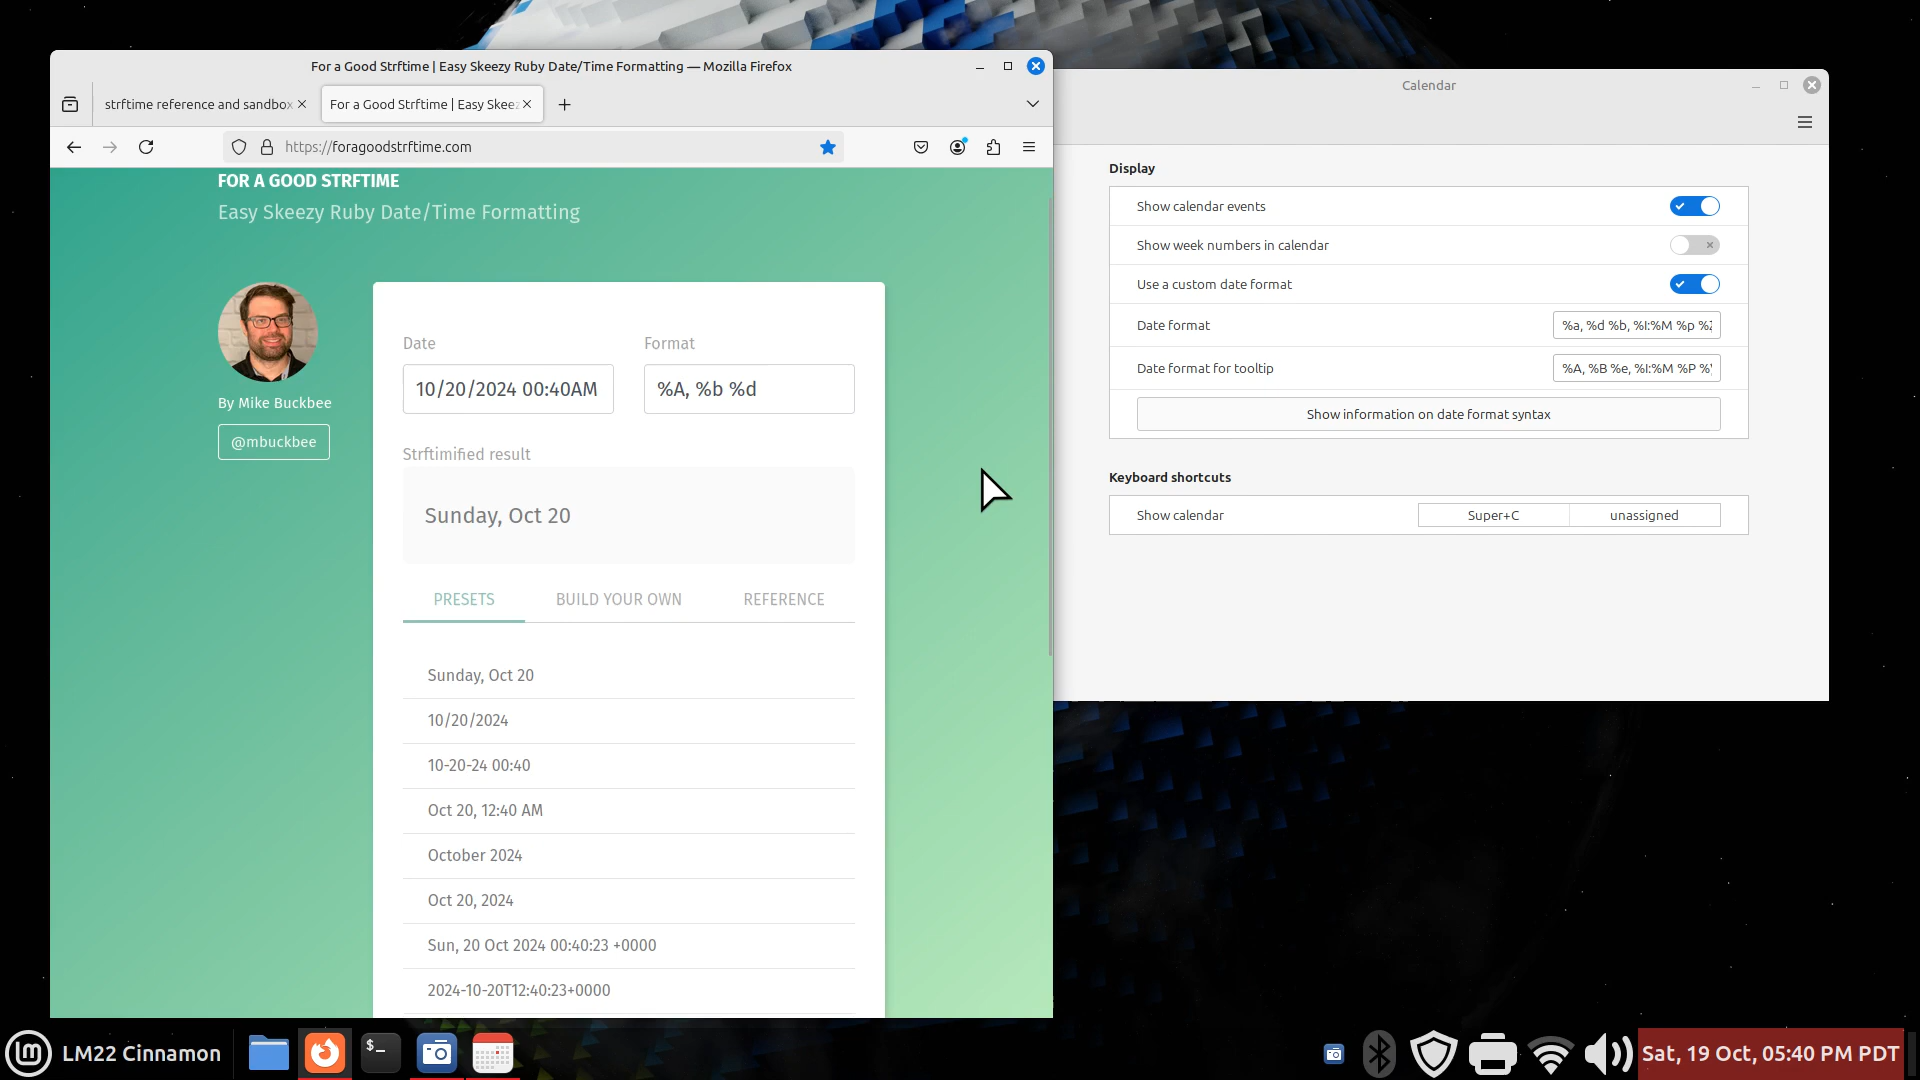 For a Good Strftime | Easy Skeezy Ruby Date/Time Formatting — Mozilla Firefox
strftime reference and sandbox
For a Good Strftime | Easy Skeez
https://foragoodstrftime.com
FOR A GOOD STRFTIME
Easy Skeezy Ruby Date/Time Formatting
By Mike Buckbee
@mbuckbee
Date
Format
10/20/2024 00:40AM
%A, %b %d
Strftimified result
Sunday, Oct 20
PRESETS
BUILD YOUR OWN
REFERENCE
Sunday, Oct 20
10/20/2024
10-20-24 00:40
Oct 20, 12:40 AM
October 2024
Oct 20, 2024
Sun, 20 Oct 2024 00:40:23 +0000
2024-10-20T12:40:23+0000
Calendar
Display
Show calendar events
Show week numbers in calendar
Use a custom date format
Date format
%a, %d %b, %I:%M %p %Z
Date format for tooltip
%A, %B %e, %I:%M %P %
Show information on date format syntax
Keyboard shortcuts
Show calendar
Super+C
unassigned
LM22 Cinnamon
$_
Sat, 19 Oct, 05:40 PM PDT